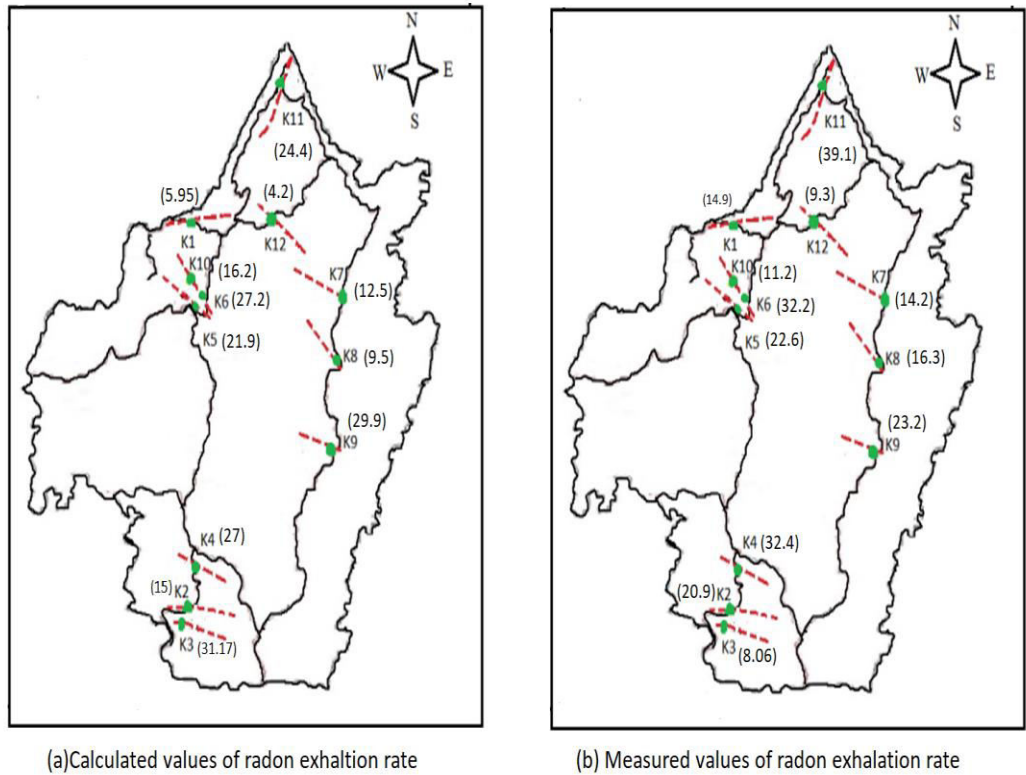 N
W E
S
K11
(24.4)
(5.95) (4.2)
K1 K12
K10 (16.2) K7
K6 (27.2) (12.5)
K5 (21.9) K8 (9.5)
(29.9)
K9
K4 (27)
(15) K2
K3 (31.17)
(a)Calculated values of radon exhaltion rate
N
W E
S
K11
(39.1)
(14.9) (9.3)
K1 K12
K10 (11.2) K7
K6 (32.2) (14.2)
K5 (22.6) K8 (16.3)
(23.2)
K9
K4 (32.4)
(20.9) K2
K3 (8.06)
(b) Measured values of radon exhalation rate